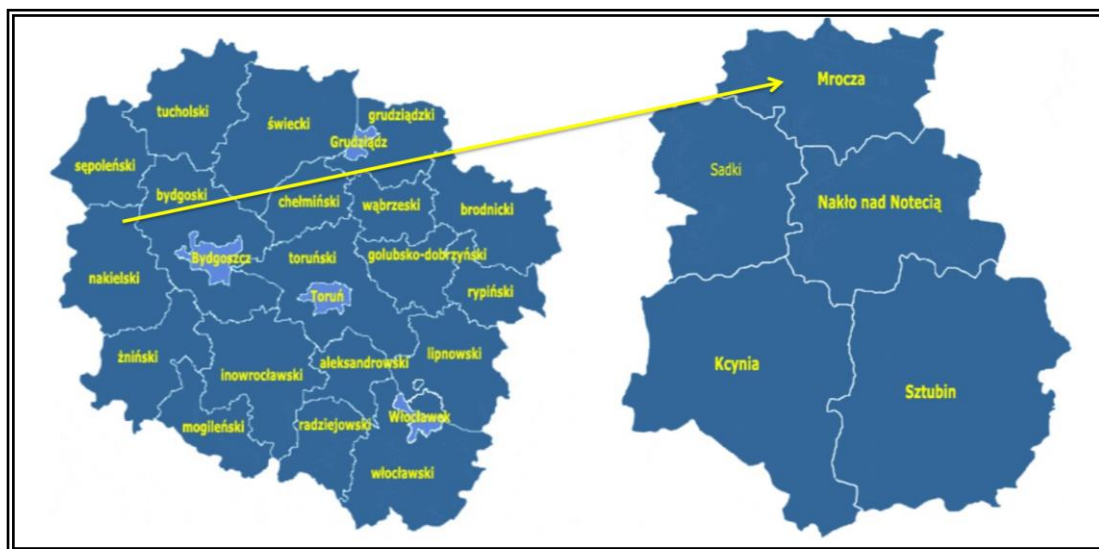 tucholski
świecki
grudziądzki
Grudziądz
sępoleński
bydgoski
chełmiński
wąbrzeski
brodnicki
Bydgoszcz
toruński
golubsko-dobrzyński
nakielski
Toruń
rypiński
żniński
inowrocławski
aleksandrowski
lipnowski
mogileński
radziejowski
Włocławek
włocławski
Mrocza
Sadki
Nakło nad Notecią
Kcynia
Sztubin